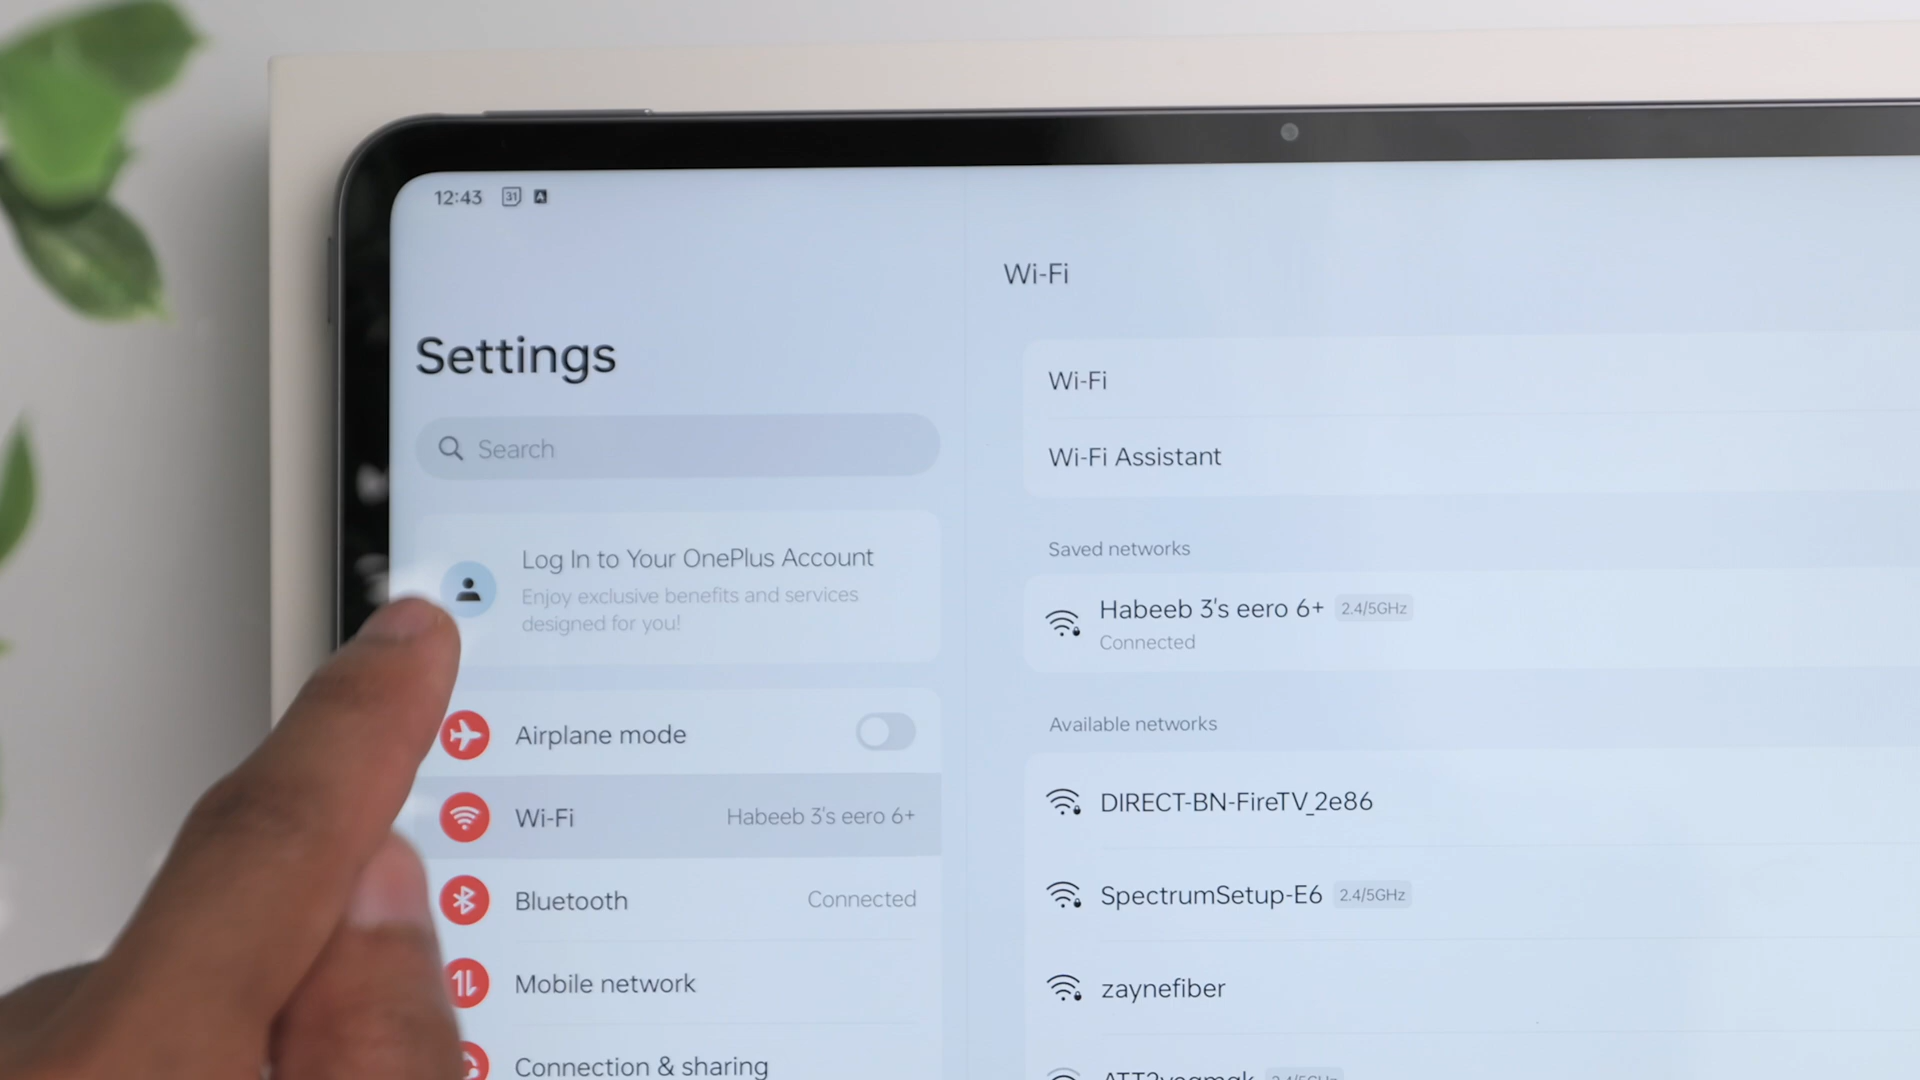 12:43 31 A
Settings
Search
Log In to Your OnePlus Account
Enjoy exclusive benefits and services
designed for you!
Airplane mode
Wi-Fi Habeeb 3's eero 6+
Bluetooth Connected
Mobile network
Connection & sharing
Wi-Fi
Wi-Fi
Wi-Fi Assistant
Saved networks
Habeeb 3's eero 6+ 2.4/5GHz
Connected
Available networks
DIRECT-BN-FireTV_2e86
SpectrumSetup-E6 2.4/5GHz
zaynefiber